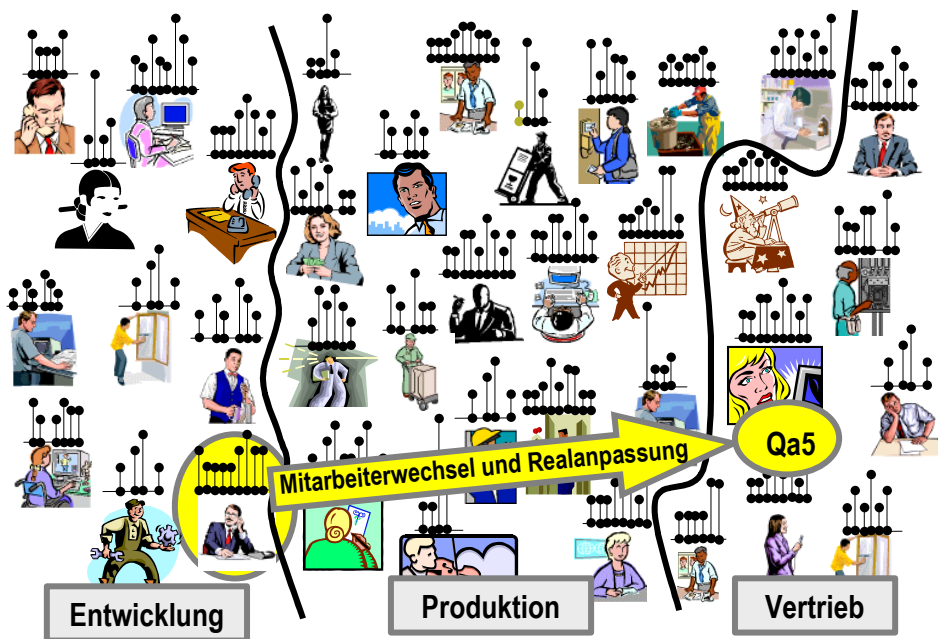 Mitarbeiterwechsel und Realanpassung
Qa5
Entwicklung
Produktion
Vertrieb